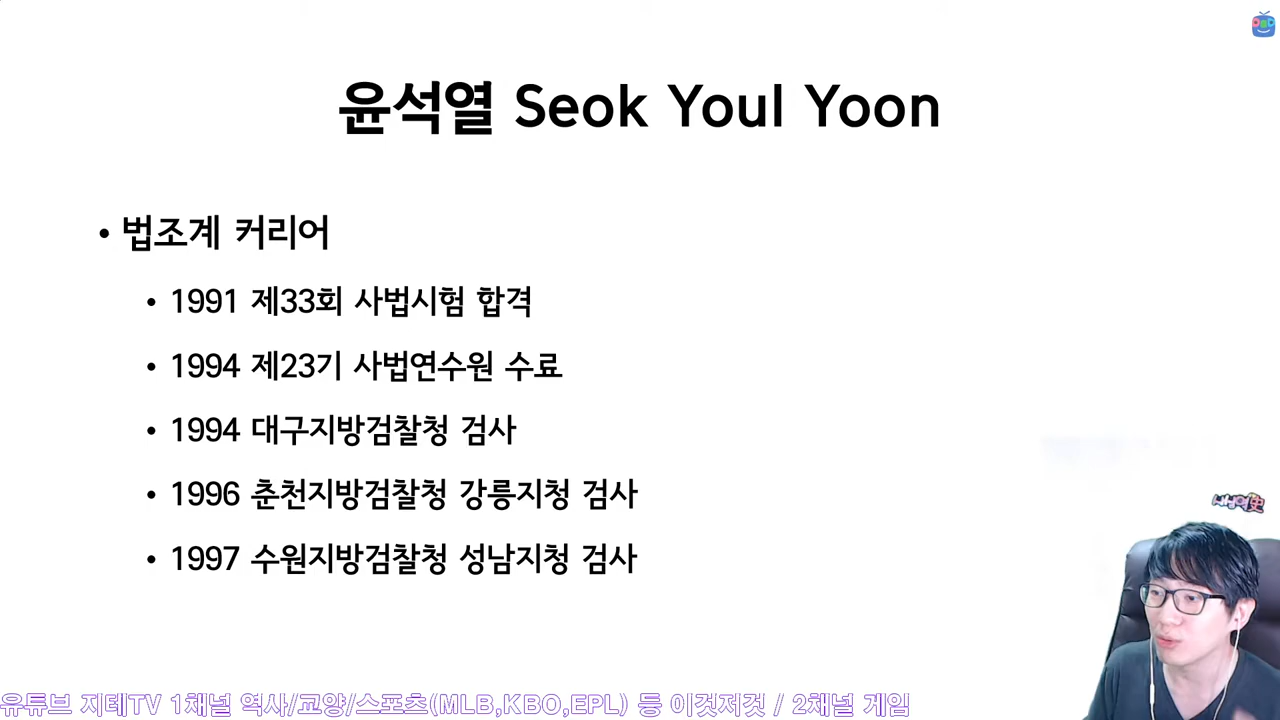 윤석열 Seok Youl Yoon
• 법조계 커리어
• 1991 제33회 사법시험 합격
• 1994 제23기 사법연수원 수료
• 1994 대구지방검찰청 검사
• 1996 춘천지방검찰청 강릉지청 검사
• 1997 수원지방검찰청 성남지청 검사
유튜브 지테TV 1채널 역사/교양/스포츠(MLB,KBO,EPL) 등 이것저것 / 2채널 게임